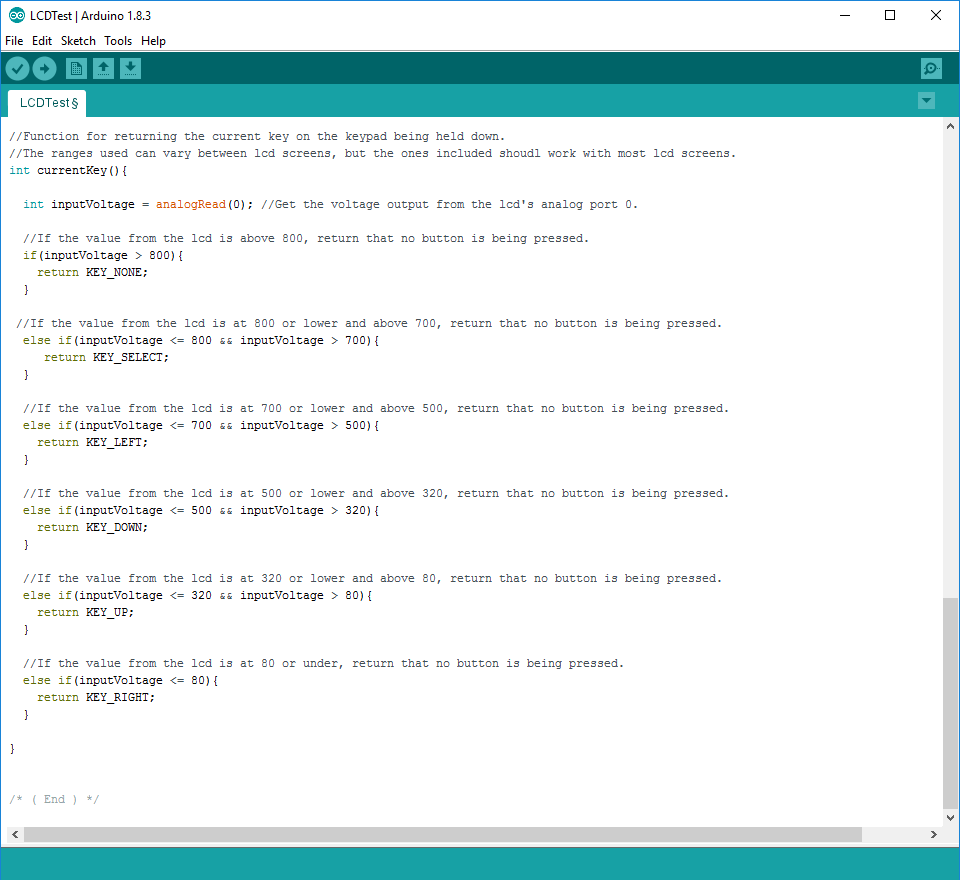 LCDTest | Arduino 1.8.3
File Edit Sketch Tools Help
LCDTest §
//Function for returning the current key on the keypad being held down.
//The ranges used can vary between lcd screens, but the ones included shoudl work with most lcd screens.
int currentKey(){
int inputVoltage = analogRead(0); //Get the voltage output from the lcd's analog port 0.
//If the value from the lcd is above 800, return that no button is being pressed.
if(inputVoltage > 800){
return KEY_NONE;
}
//If the value from the lcd is at 800 or lower and above 700, return that no button is being pressed.
else if(inputVoltage <= 800 && inputVoltage > 700){
return KEY_SELECT;
}
//If the value from the lcd is at 700 or lower and above 500, return that no button is being pressed.
else if(inputVoltage <= 700 && inputVoltage > 500){
return KEY_LEFT;
}
//If the value from the lcd is at 500 or lower and above 320, return that no button is being pressed.
else if(inputVoltage <= 500 && inputVoltage > 320){
return KEY_DOWN;
}
//If the value from the lcd is at 320 or lower and above 80, return that no button is being pressed.
else if(inputVoltage <= 320 && inputVoltage > 80){
return KEY_UP;
}
//If the value from the lcd is at 80 or under, return that no button is being pressed.
else if(inputVoltage <= 80){
return KEY_RIGHT;
}
}
/* ( End ) */